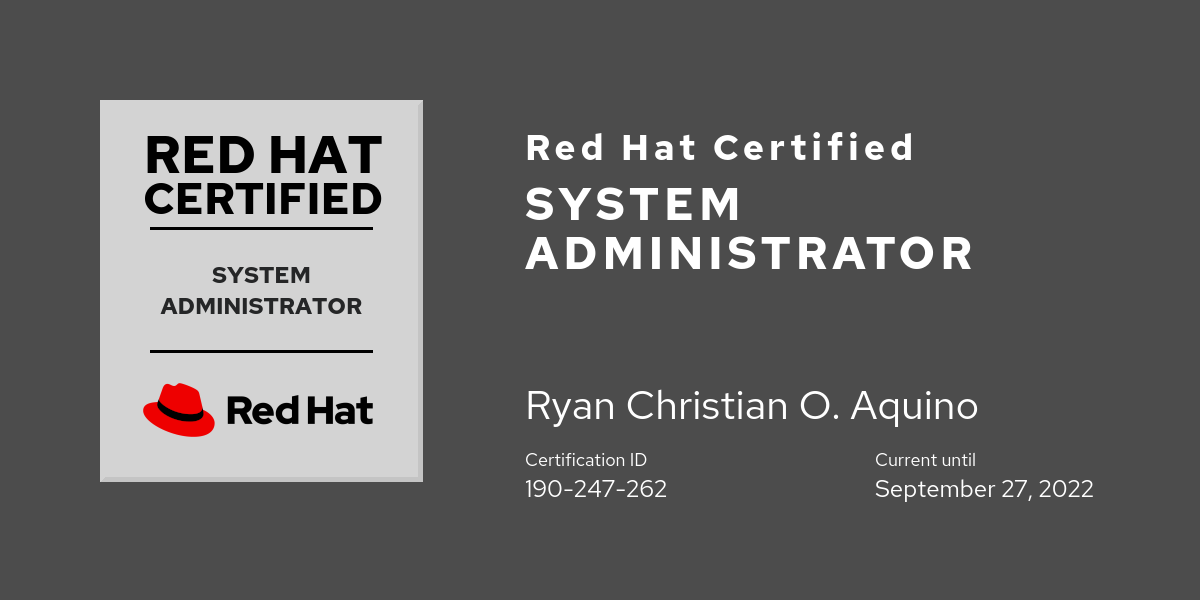 RED HAT
CERTIFIED
SYSTEM
ADMINISTRATOR
Red Hat
Red Hat Certified
SYSTEM
ADMINISTRATOR
Ryan Christian O. Aquino
Certification ID
190-247-262
Current until
September 27, 2022